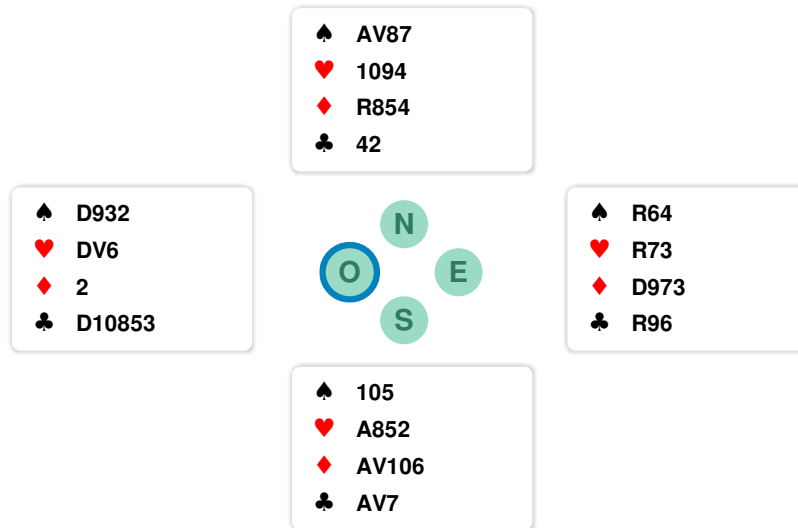 ♠ AV87
♥ 1094
♦ R854
♣ 42
♠ D932
♥ DV6
♦ 2
♣ D10853
N
O E
S
♠ R64
♥ R73
♦ D973
♣ R96
♠ 105
♥ A852
♦ AV106
♣ AV7